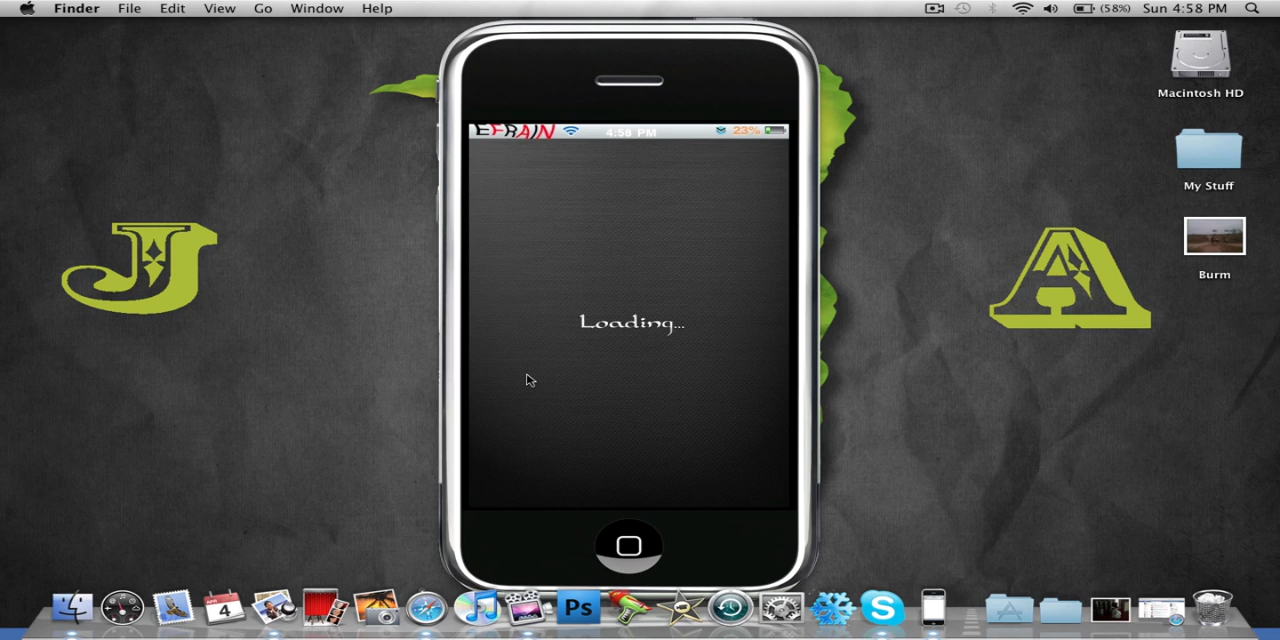 Finder File Edit View Go Window Help (58%) Sun 4:58 PM
Macintosh HD
EFRAIN 4:58 PM 23%
My Stuff
J A
Burm
Loading...
4
Ps
S